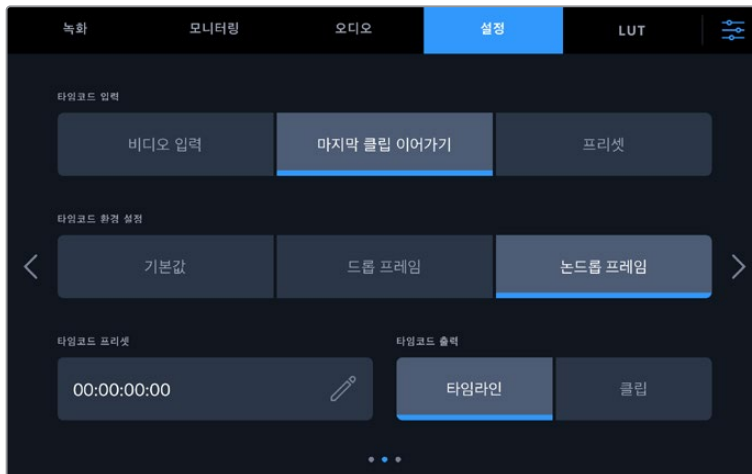 녹화 모니터링 오디오 설정 LUT
타임코드 입력
비디오 입력 마지막 클립 이어가기 프리셋
타임코드 환경 설정
기본값 드롭 프레임 논드롭 프레임
타임코드 프리셋 타임코드 출력
00:00:00:00 타임라인 클립